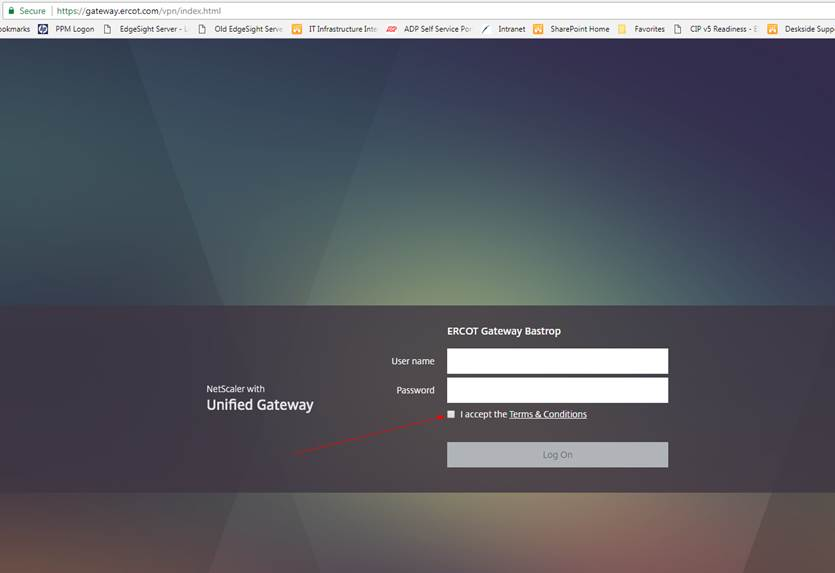 Secure https://gateway.ercot.com/vpn/index.html
ookmarks PPM Logon EdgeSight Server - L Old EdgeSight Serve IT Infrastructure Inte ADP Self Service Por Intranet SharePoint Home Favorites CIP v5 Readiness - E Deskside Suppo
ERCOT Gateway Bastrop
User name
NetScaler with
Unified Gateway
Password
I accept the Terms & Conditions
Log On